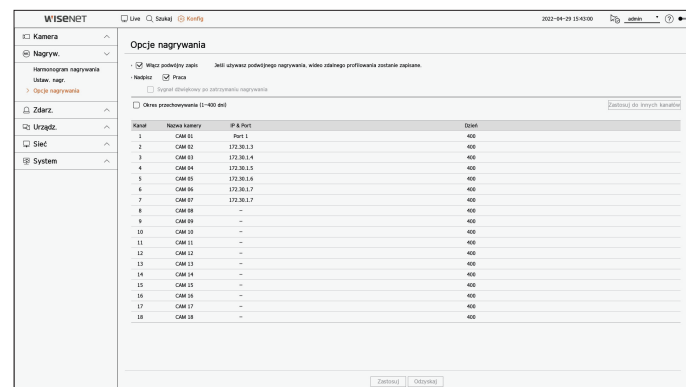 WISENET
Live Szukaj Konfig 2022-04-29 15:43:00 admin ?
Kamera
Nagryw.
Harmonogram nagrywania
Ustaw. nagr.
> Opcje nagrywania
Zdarz.
Urządz.
Sieć
System
Opcje nagrywania
- Włącz podwójny zapis Jeśli używasz podwójnego nagrywania, wideo zdalnego profilowania zostanie zapisane.
- Nadpisz Praca
Sygnał dźwiękowy po zatrzymaniu nagrywania
Okres przechowywania (1~400 dni) Zastosuj do innych kanałów
Kanał Nazwa kamery IP & Port Dzień
1 CAM 01 Port 1 400
2 CAM 02 172.30.1.3 400
3 CAM 03 172.30.1.4 400
4 CAM 04 172.30.1.5 400
5 CAM 05 172.30.1.6 400
6 CAM 06 172.30.1.7 400
7 CAM 07 172.30.1.7 400
8 CAM 08 - 400
9 CAM 09 - 400
10 CAM 10 - 400
11 CAM 11 - 400
12 CAM 12 - 400
13 CAM 13 - 400
14 CAM 14 - 400
15 CAM 15 - 400
16 CAM 16 - 400
17 CAM 17 - 400
18 CAM 18 - 400
Zastosuj Odzyskaj